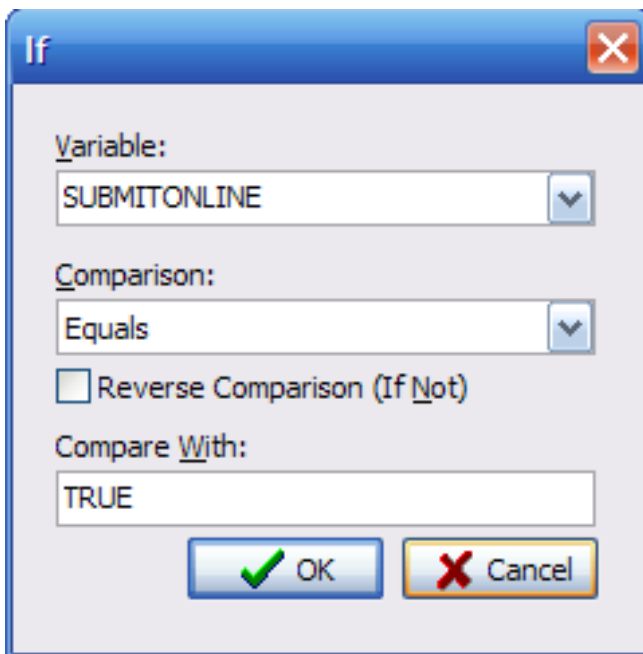 If
Variable:
SUBMITONLINE
Comparison:
Equals
Reverse Comparison (If Not)
Compare With:
TRUE
OK Cancel